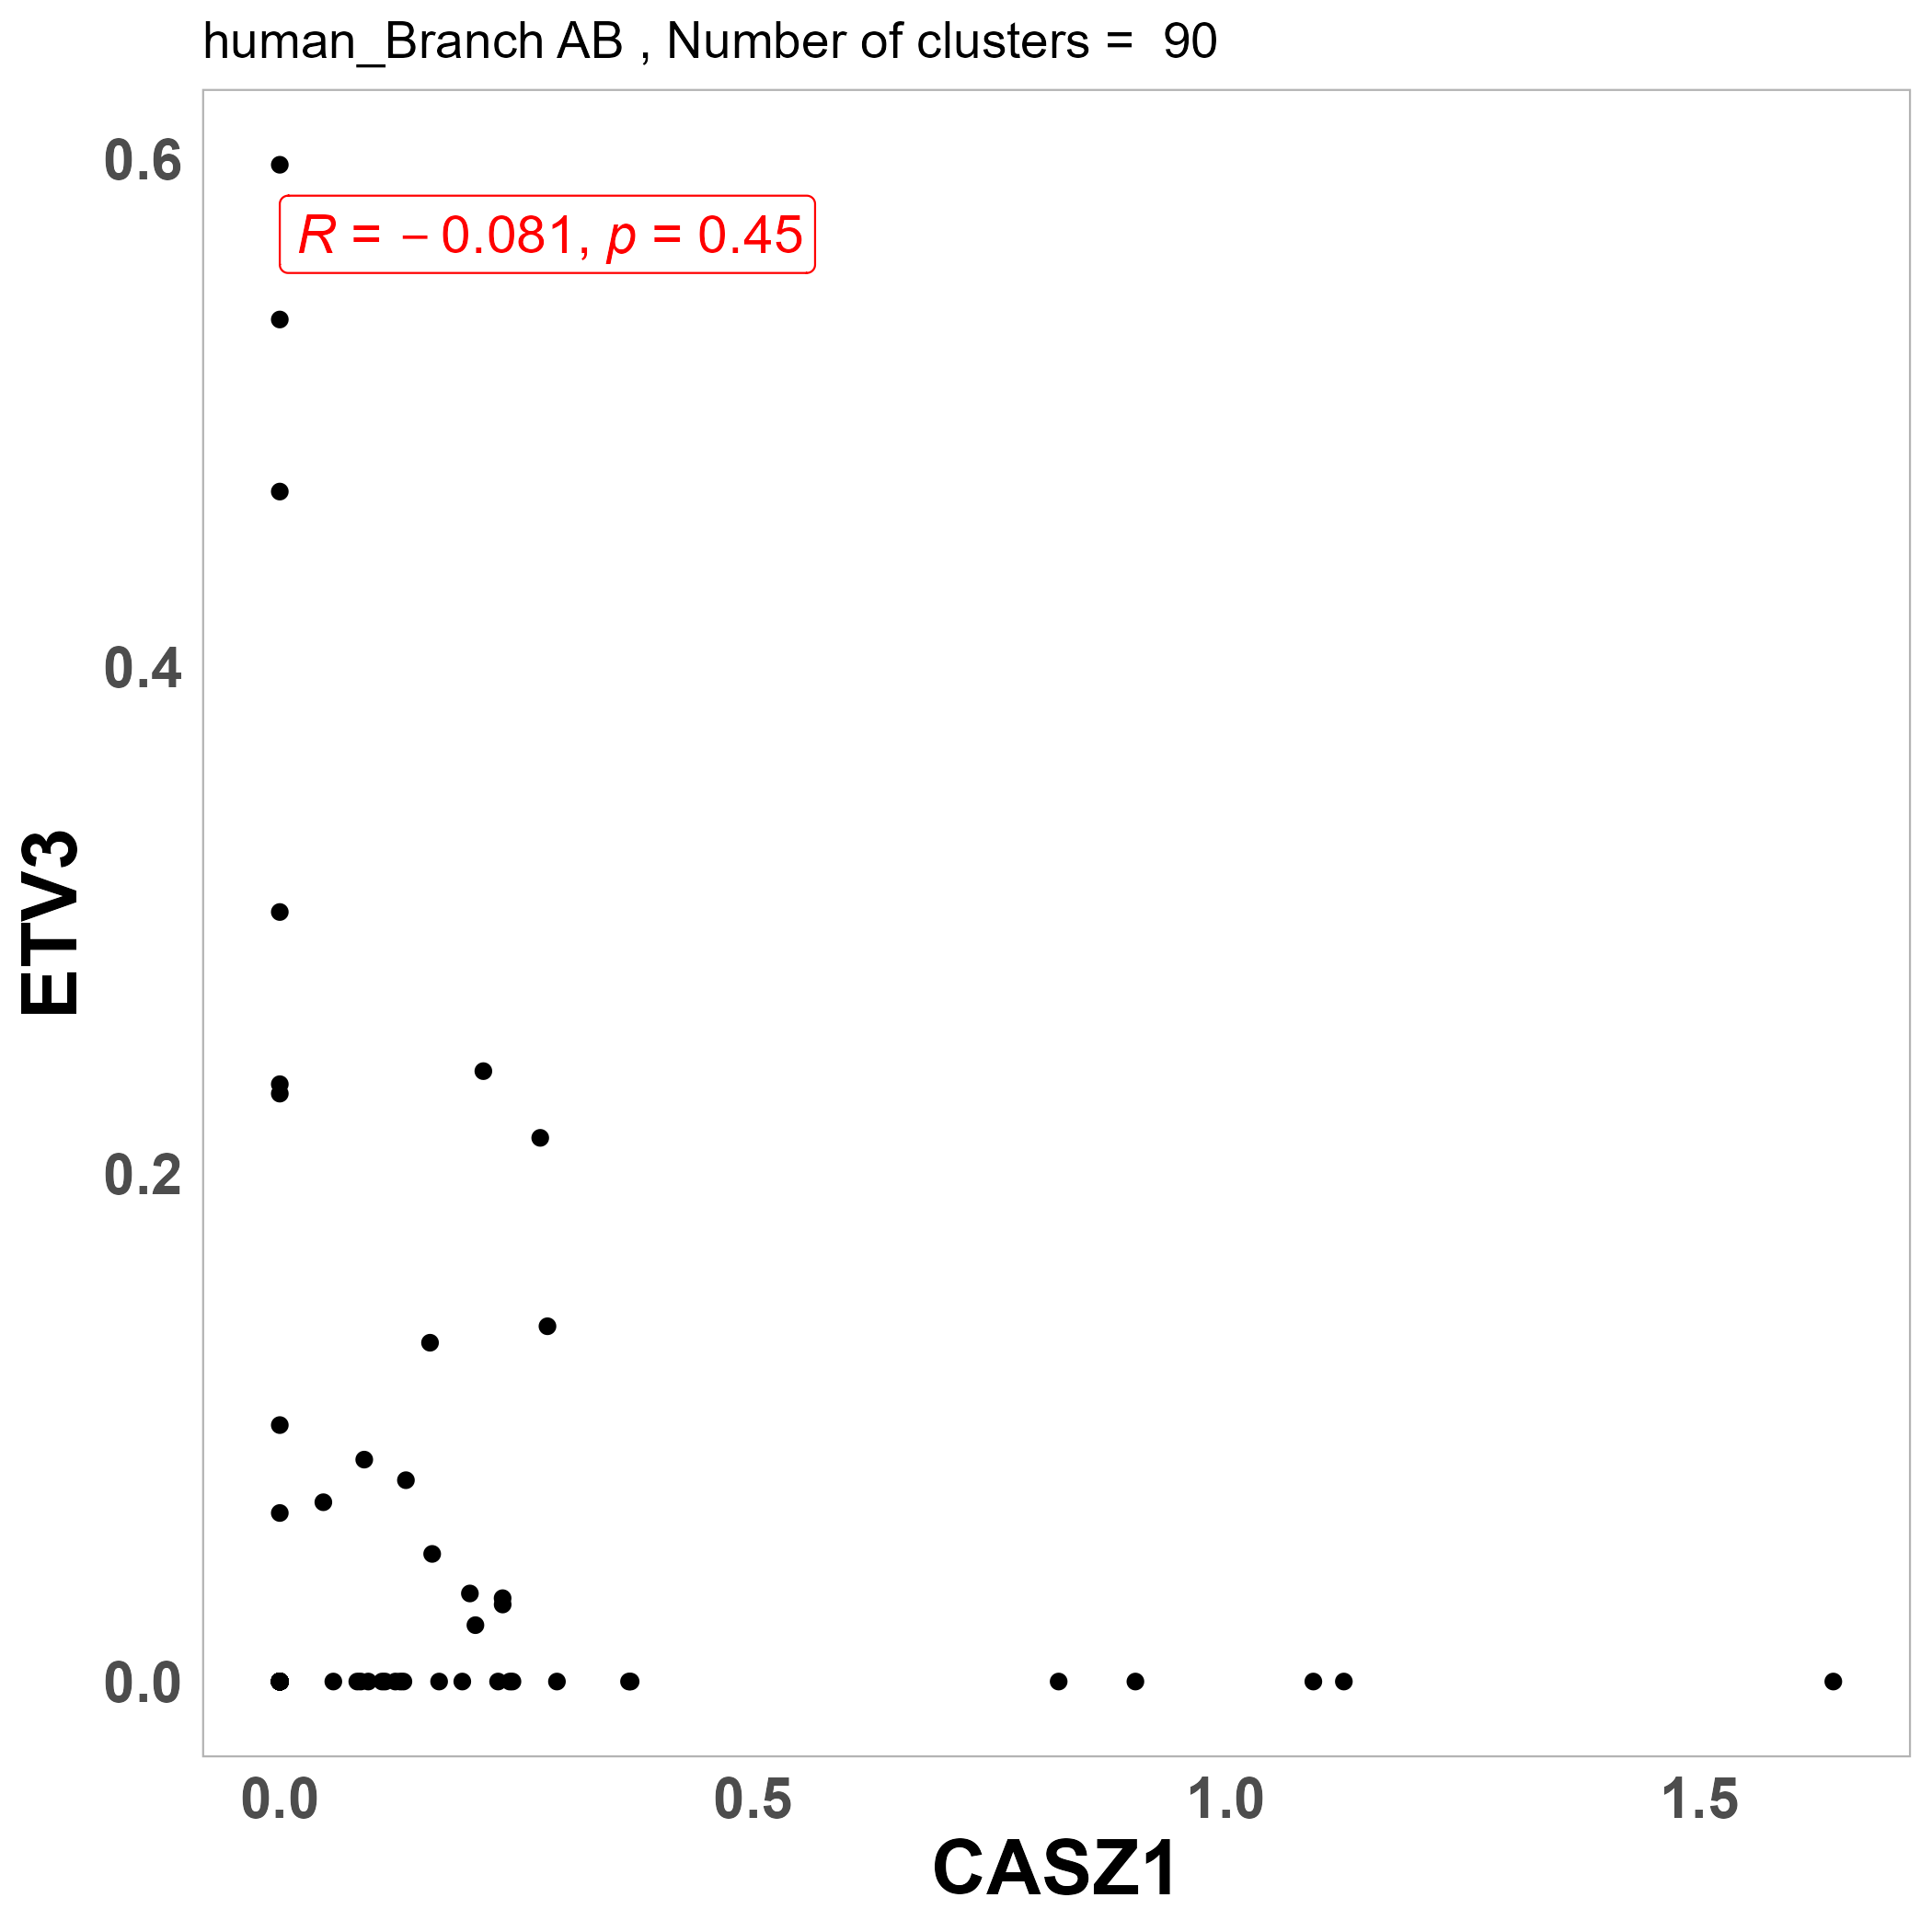 human_Branch AB , Number of clusters =  90
0.6
R = − 0.081, p = 0.45
0.4
ETV3
0.2
0.0
0.0 0.5 1.0 1.5
CASZ1